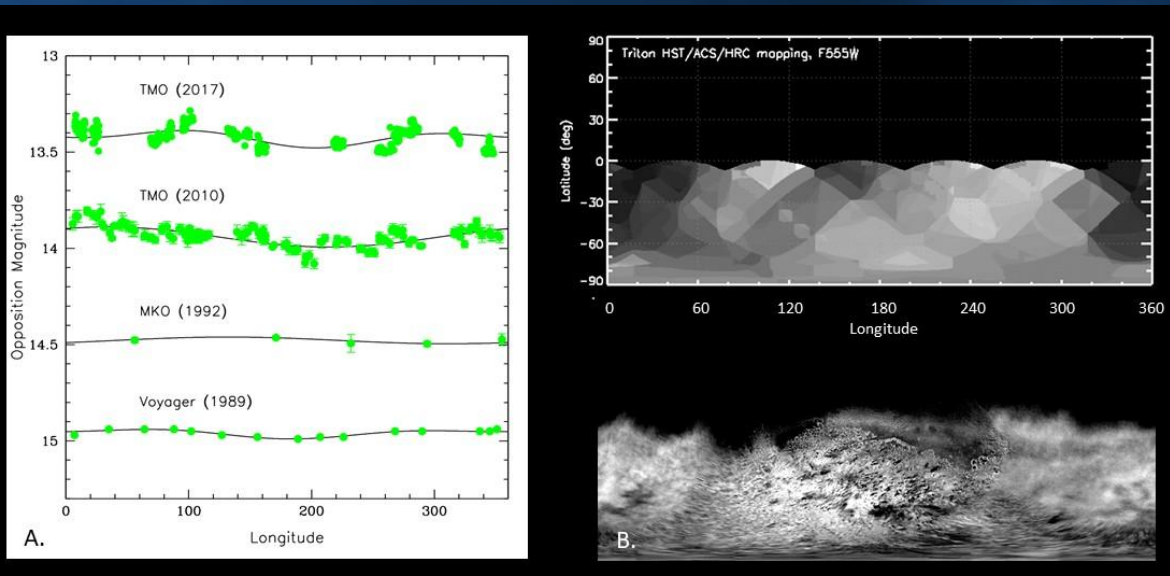 13
TMO (2017)
13.5
TMO (2010)
14
MKO (1992)
14.5
Voyager (1989)
15
Opposition Magnitude
0 100 200 300
Longitude
A.
Triton HST/ACS/HRC mapping, F555W
90
60
30
0
-30
-60
-90
Latitude (deg)
0 60 120 180 240 300 360
Longitude
B.